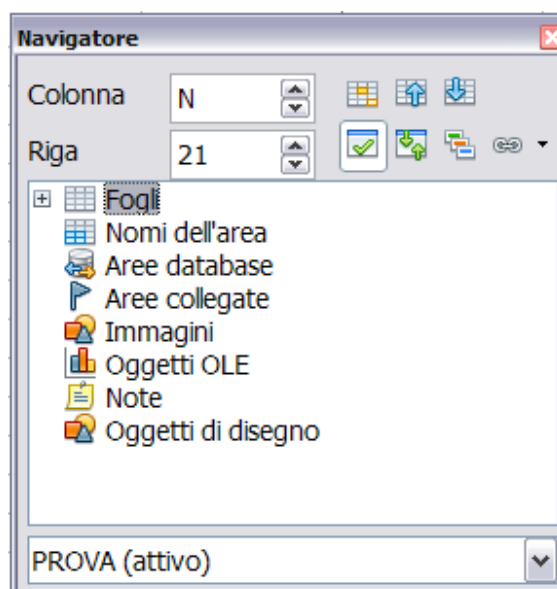 Navigatore
Colonna N
Riga 21
Fogli
Nomi dell'area
Aree database
Aree collegate
Immagini
Oggetti OLE
Note
Oggetti di disegno
PROVA (attivo)